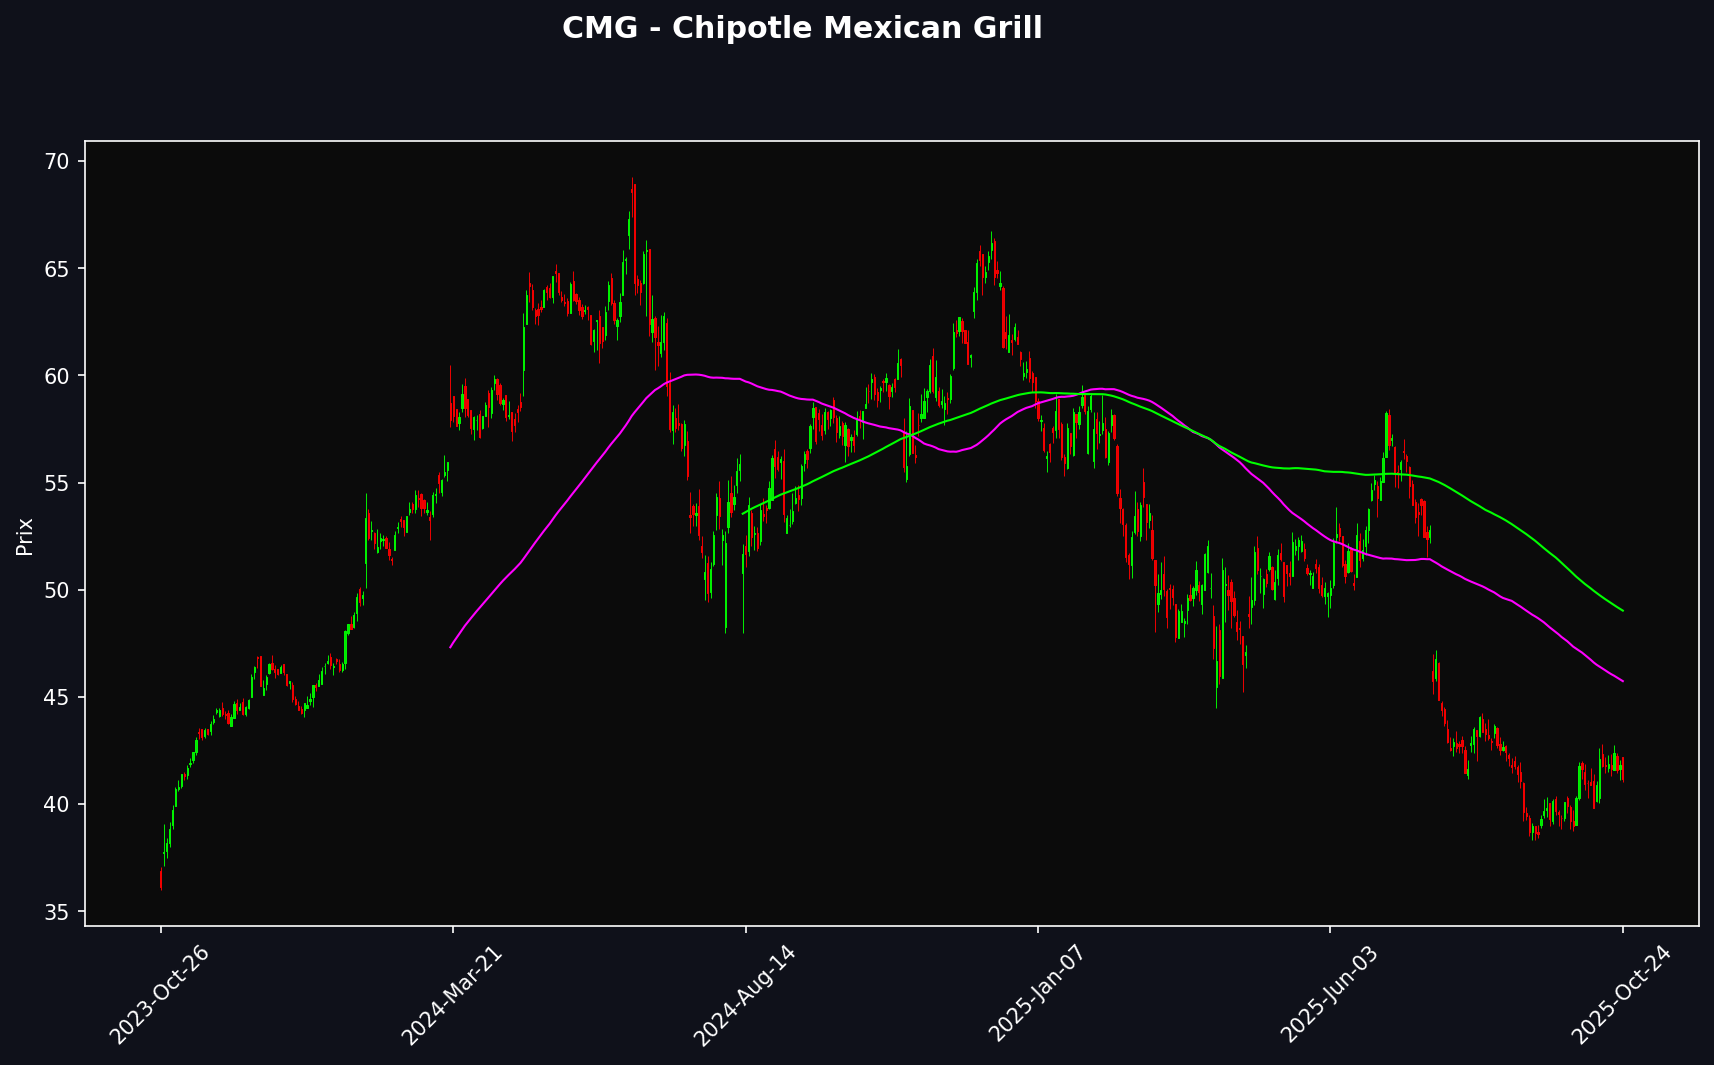 CMG - Chipotle Mexican Grill
Prix
70
65
60
55
50
45
40
35
2023-Oct-26
2024-Mar-21
2024-Aug-14
2025-Jan-07
2025-Jun-03
2025-Oct-24